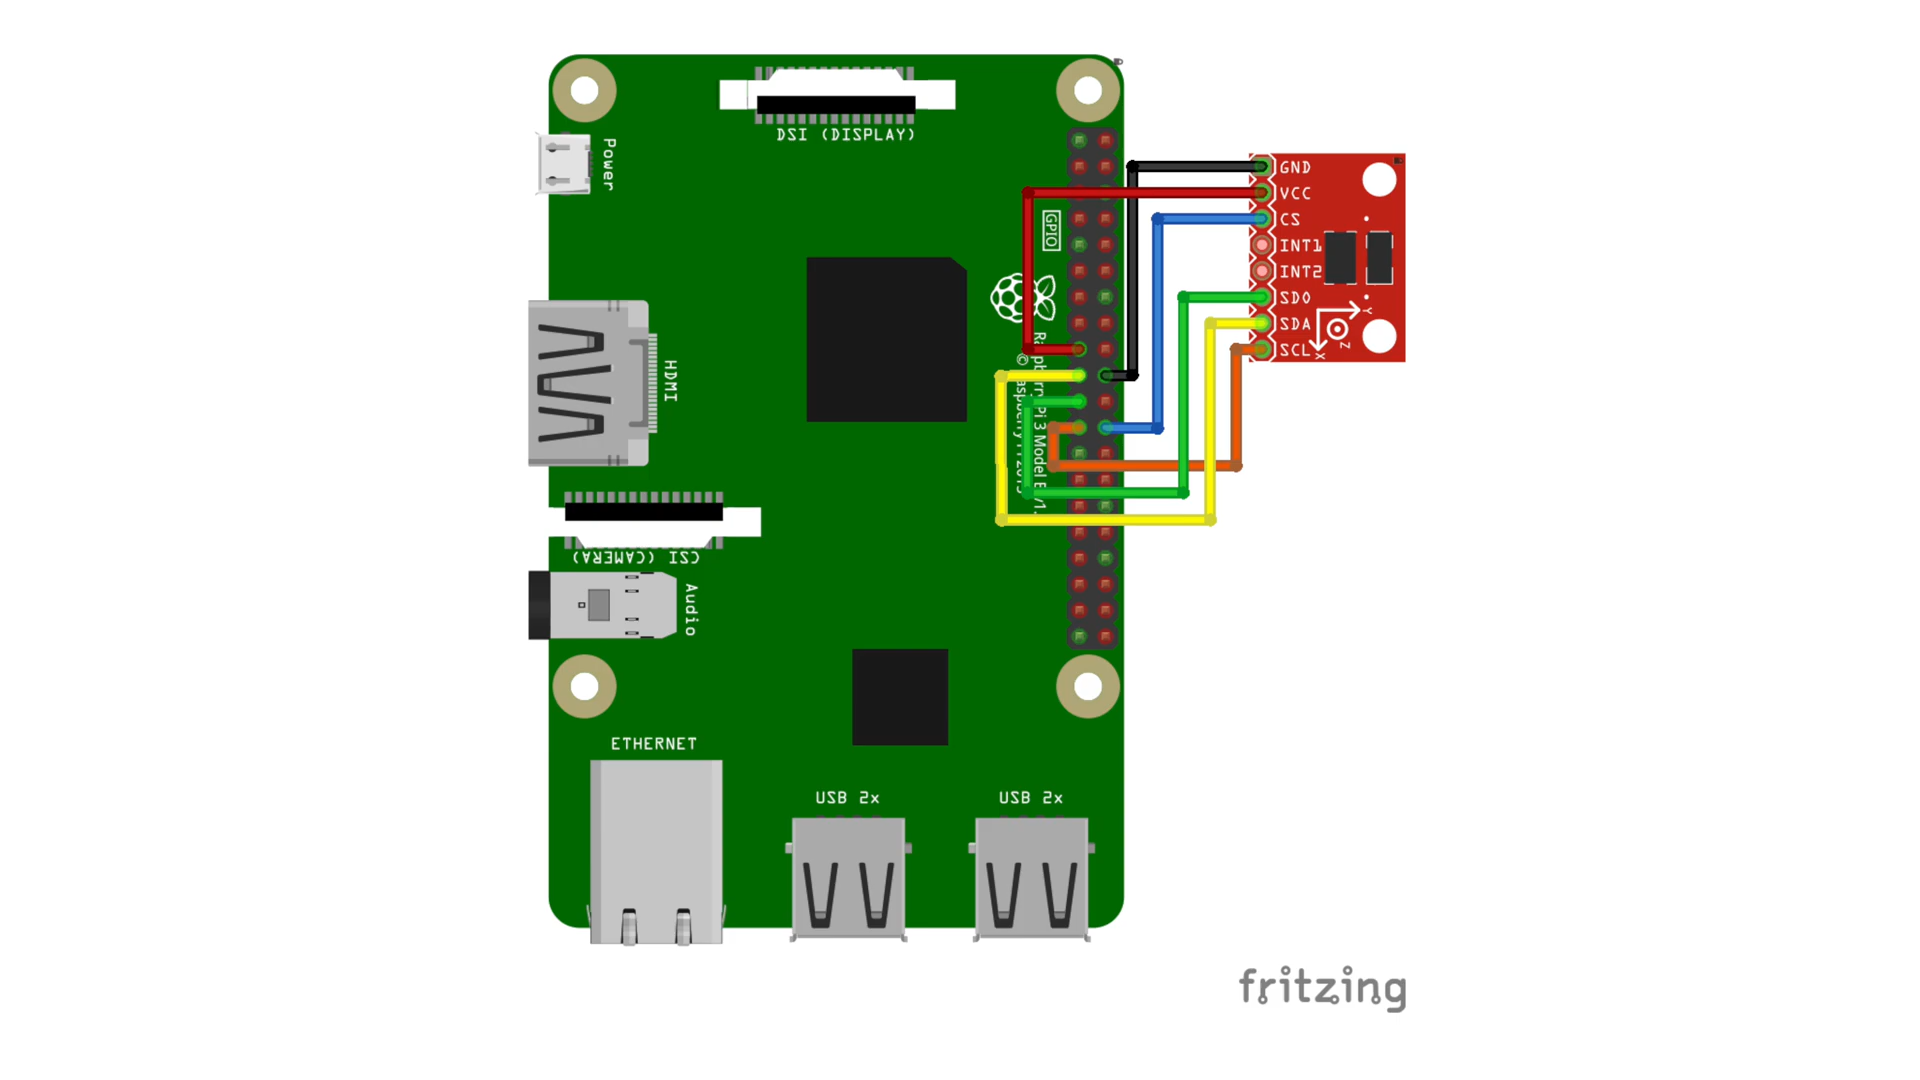 DSI (DISPLAY)
Power
GND
VCC
CS
INT1
INT2
SDO
SDA
SCL
Y
Z
X
GPIO
HDMI
CSI (CAMERA)
Audio
ETHERNET
USB 2x
USB 2x
fritzing